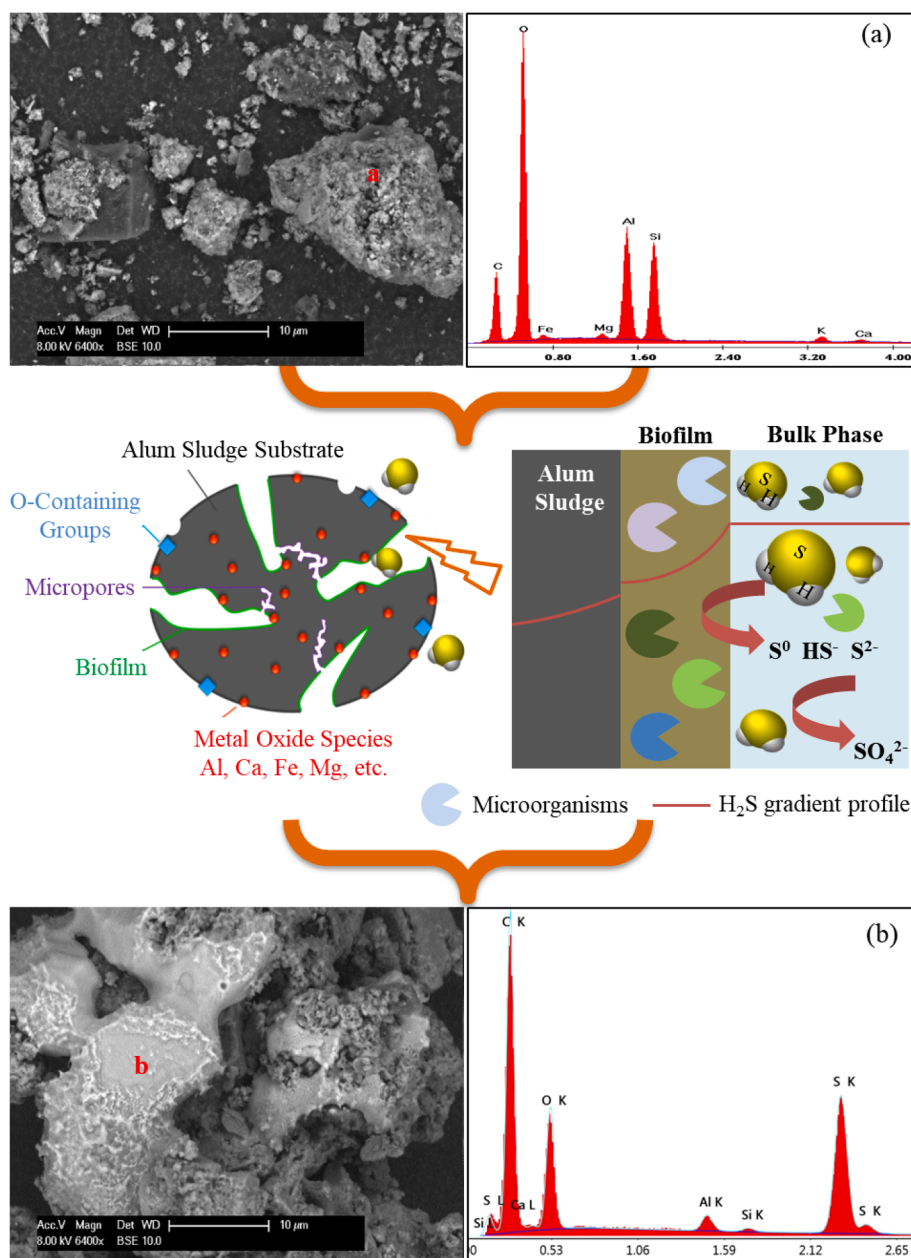 a
Acc.V Magn Det WD 10 µm
8.00 kV 6400x BSE 10.0
(a)
O
C
Fe
Mg
Al
Si
K
Ca
0.80 1.60 2.40 3.20 4.00
Alum Sludge Substrate
O-Containing
Groups
Micropores
Biofilm
Metal Oxide Species
Al, Ca, Fe, Mg, etc.
Biofilm Bulk Phase
Alum
Sludge
S
H H
S
H
H
S⁰ HS⁻ S²⁻
SO₄²⁻
Microorganisms H₂S gradient profile
b
Acc.V Magn Det WD 10 µm
8.00 kV 6400x BSE 10.0
(b)
C K
O K
S K
S L
Ca L
Si
Al K
Si K
S K
00 0.53 1.06 1.59 2.12 2.69